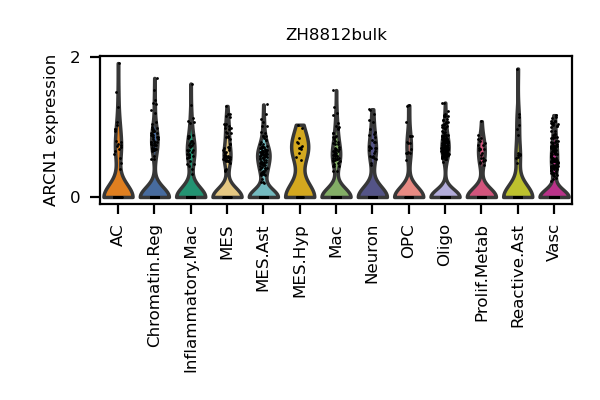 ZH8812bulk
ARCN1 expression
2
0
AC
Chromatin.Reg
Inflammatory.Mac
MES
MES.Ast
MES.Hyp
Mac
Neuron
OPC
Oligo
Prolif.Metab
Reactive.Ast
Vasc